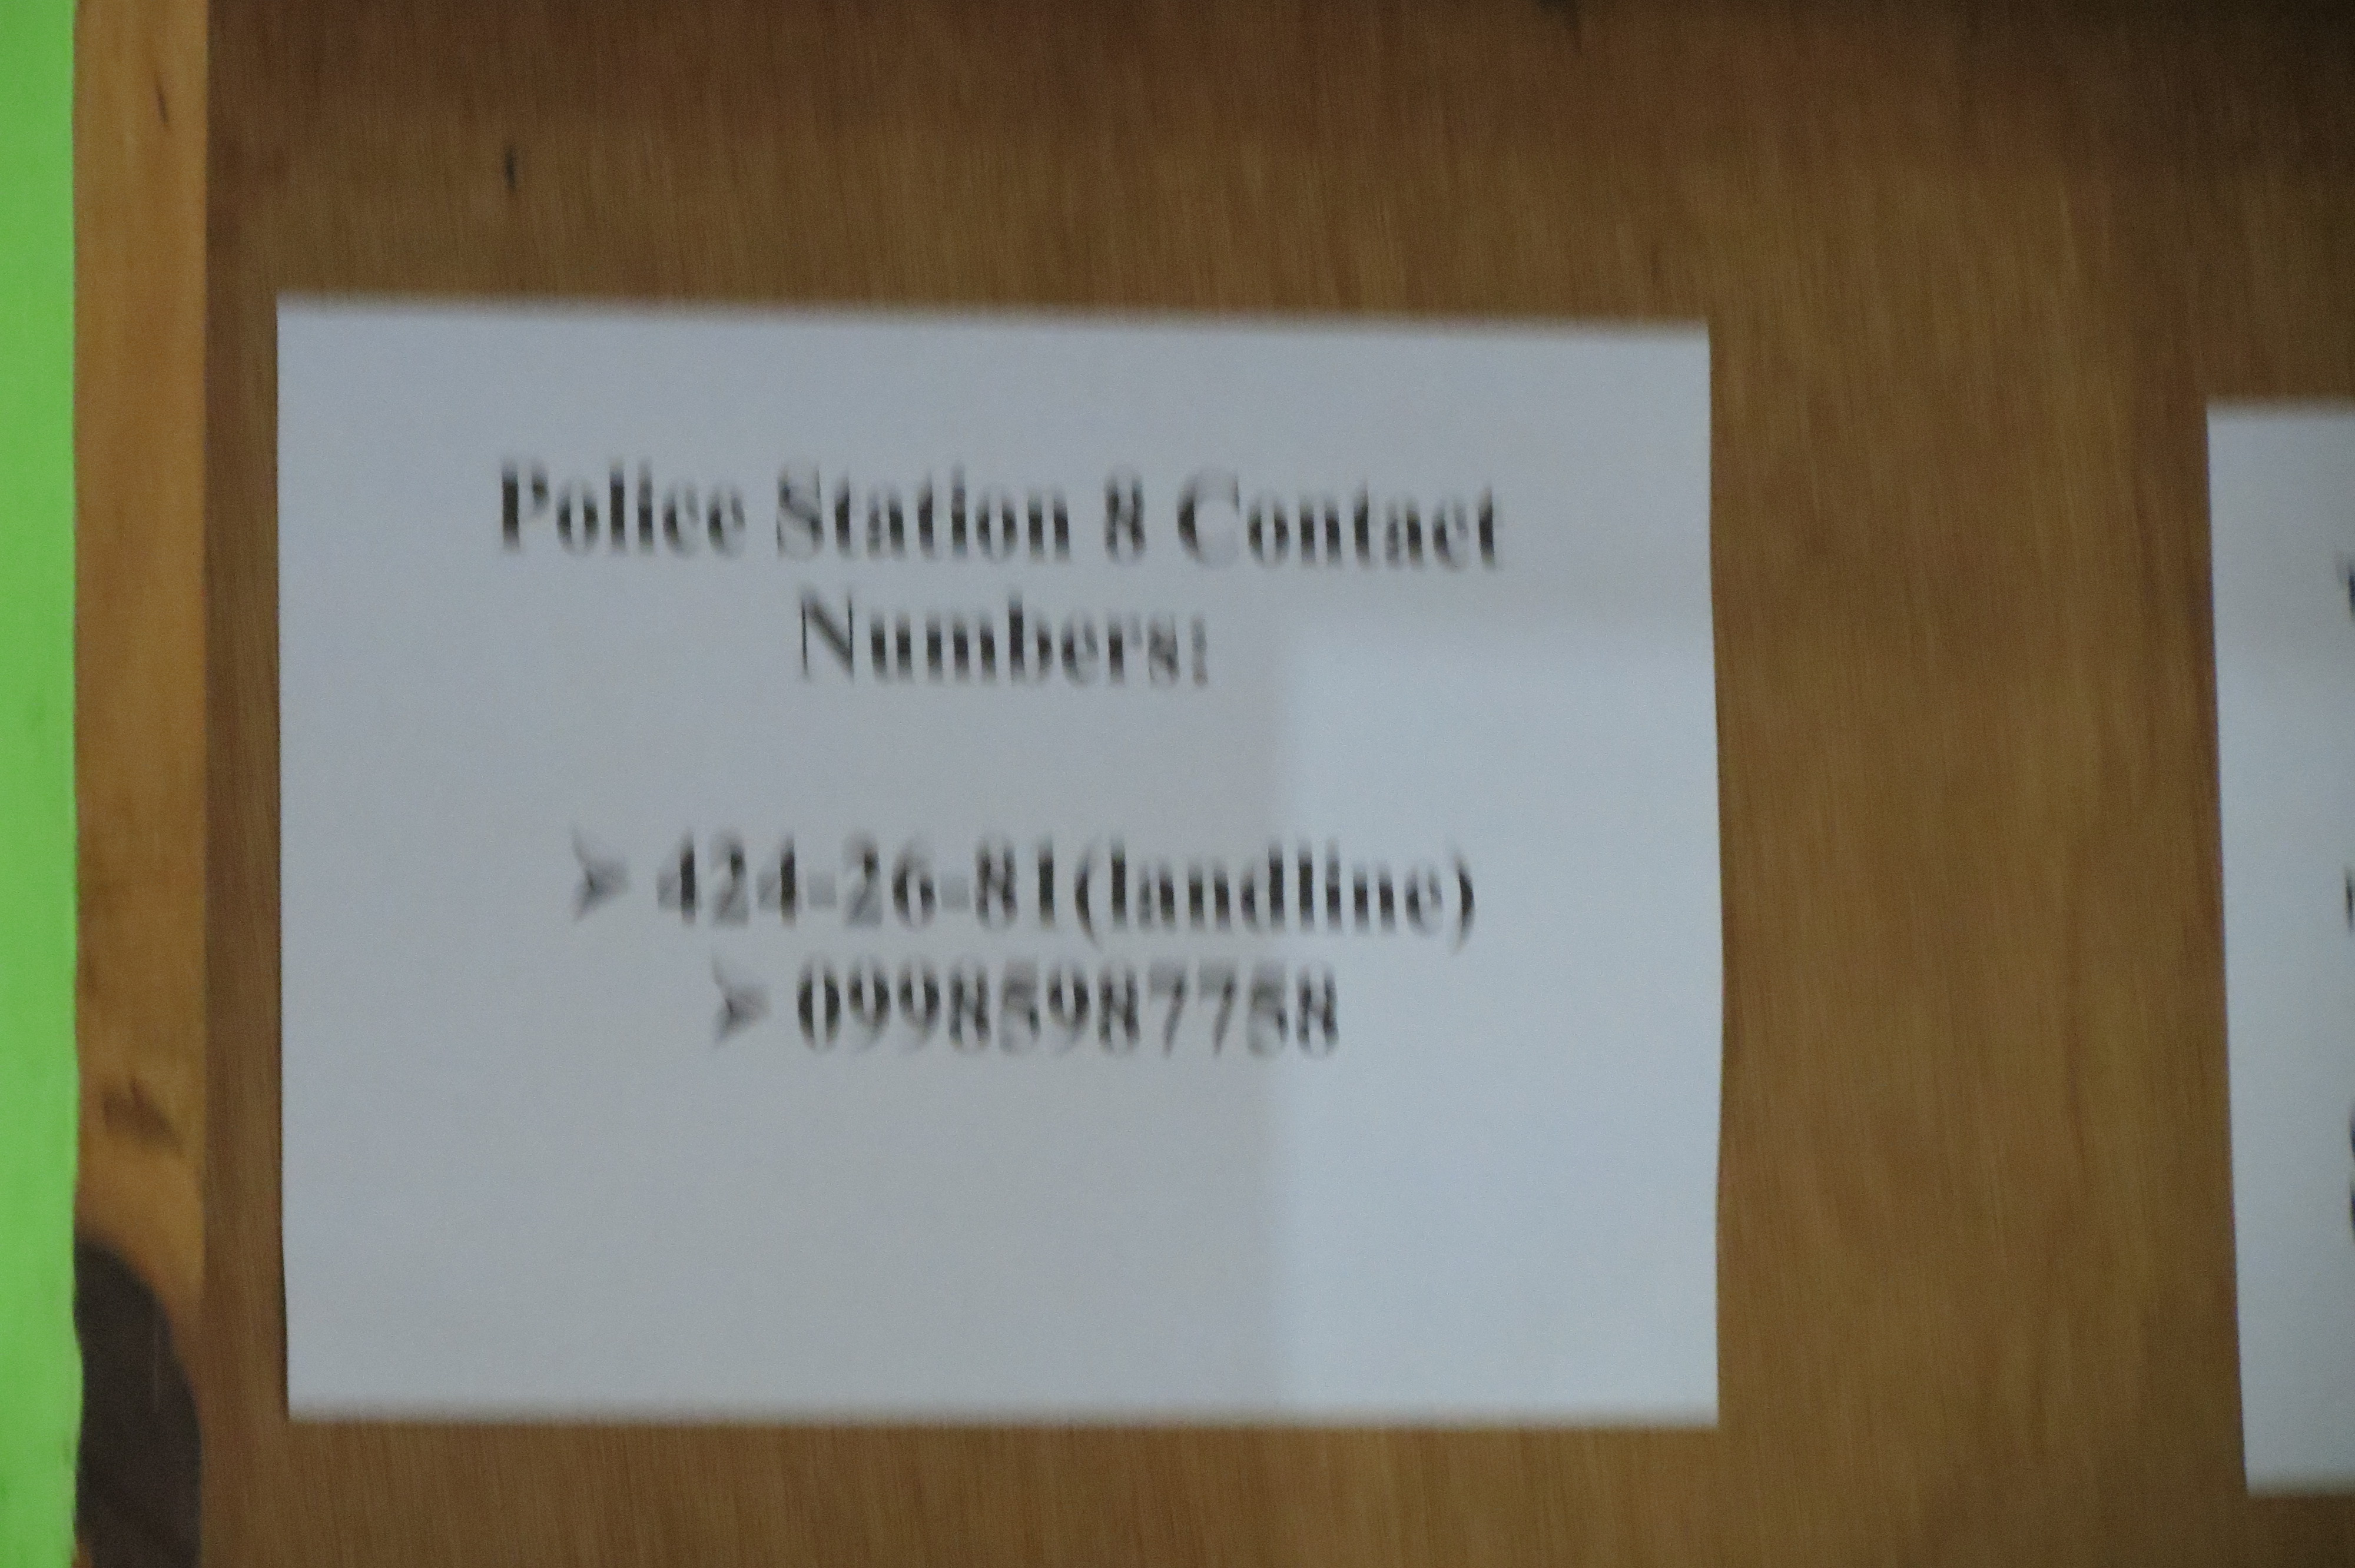 Police Station 8 Contact
Numbers:
➢ 424-26-81(landline)
➢ 09985987758